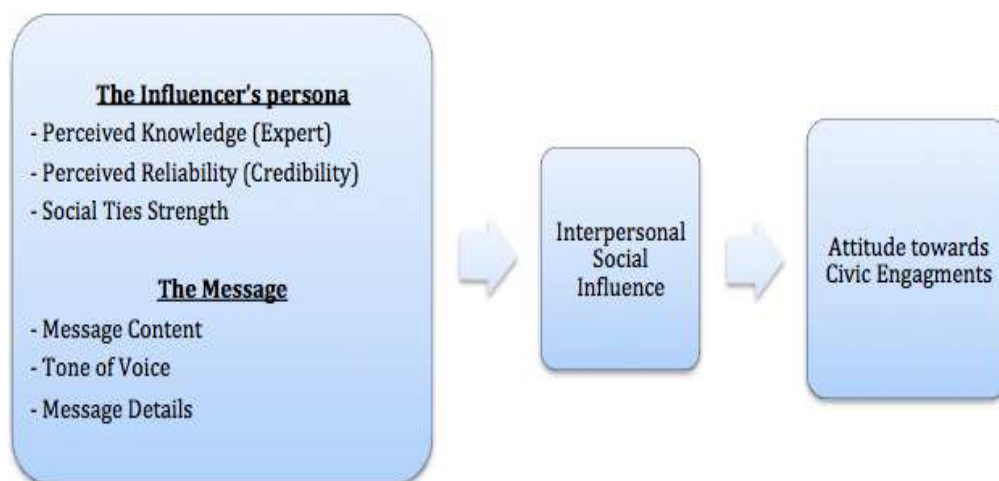 The Influencer's persona
- Perceived Knowledge (Expert)
- Perceived Reliability (Credibility)
- Social Ties Strength
The Message
- Message Content
- Tone of Voice
- Message Details
Interpersonal
Social
Influence
Attitude towards
Civic Engagments